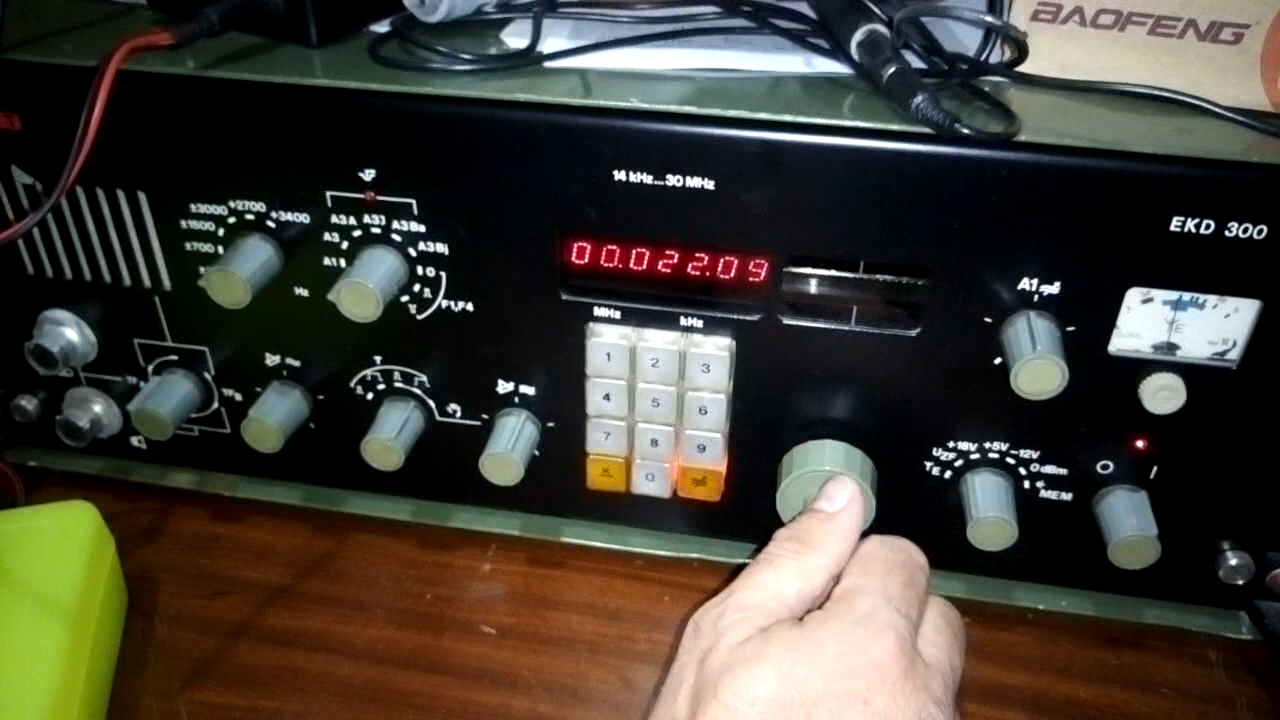 BAOFENG
14 kHz...30 MHz
EKD 300
±3000 +2700 +3400
±1500
±700
Hz
A3A A3J A3Ba
A3 A3Bj
A1
F1,F4
00.022.09
MHz kHz
1 2 3
4 5 6
7 8 9
0
A1
T
+18V +5V -12V
UZF 0dBm
TE MEM